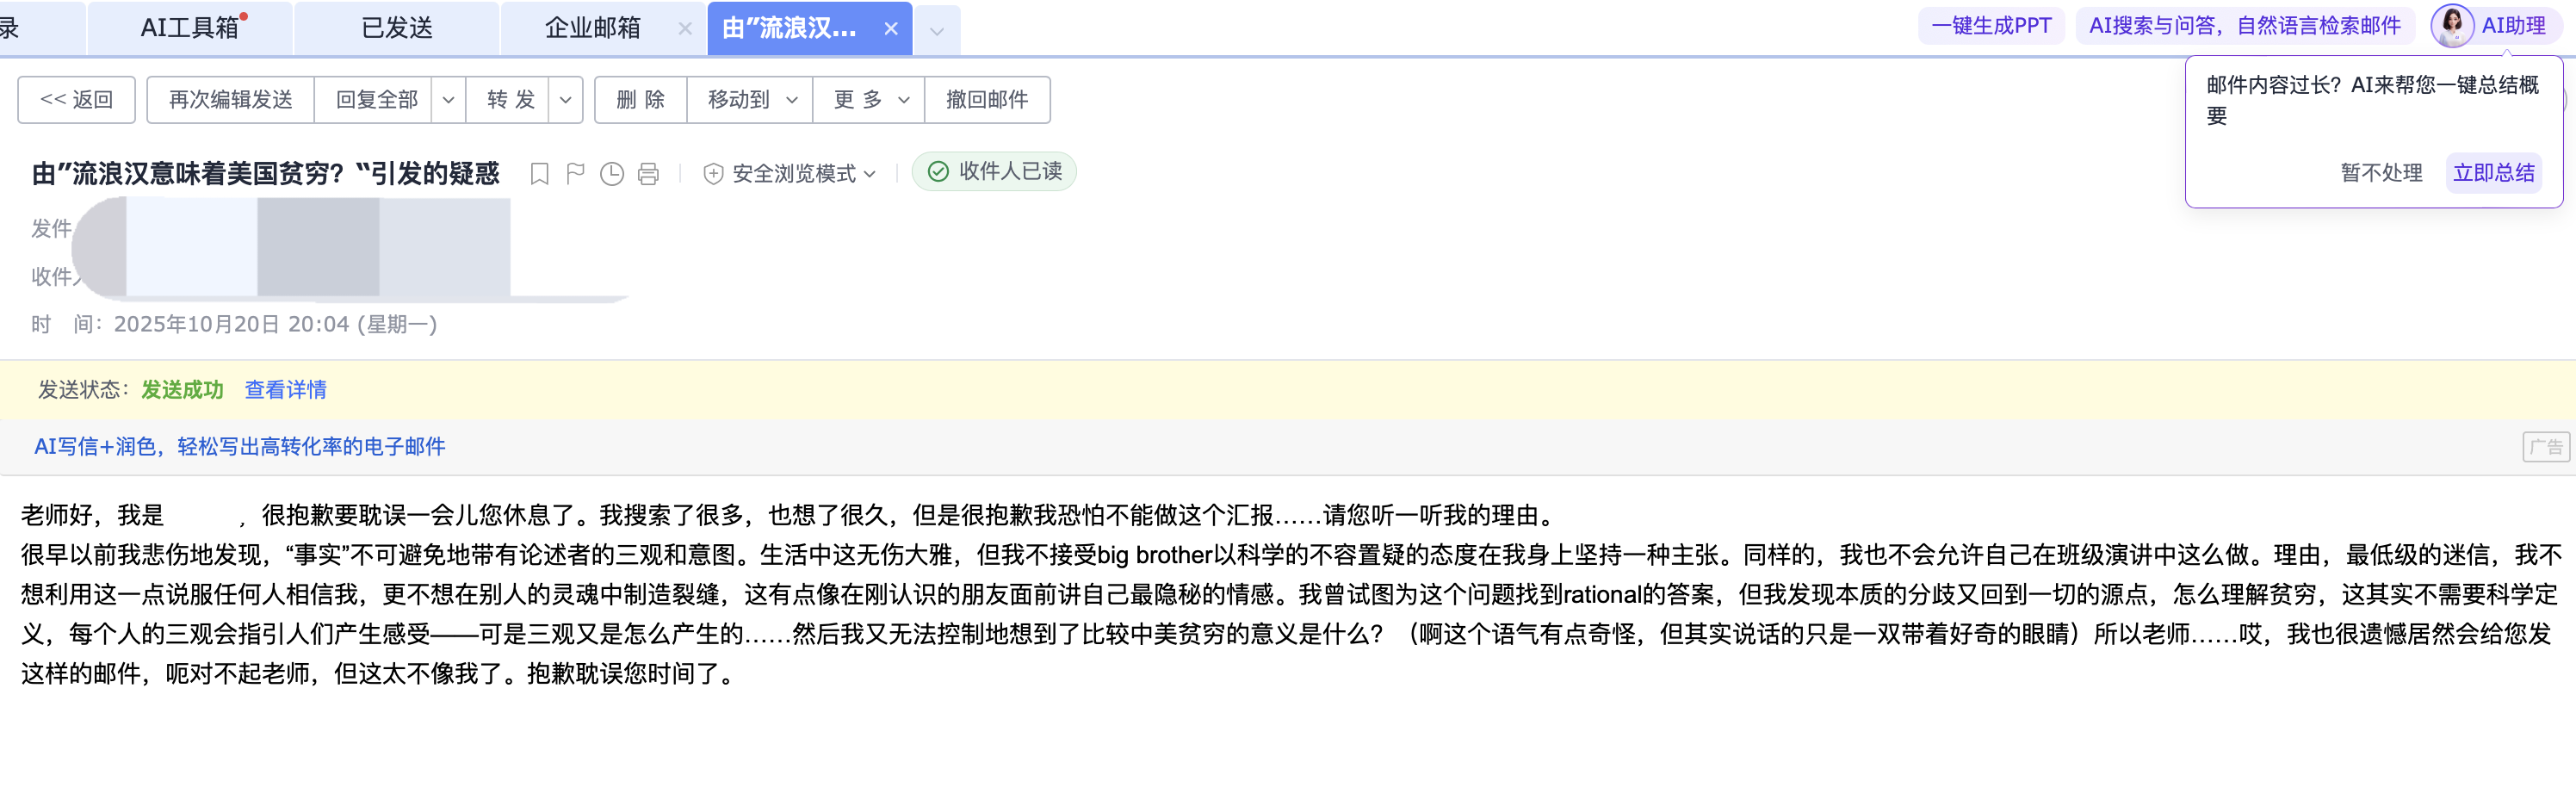 录 AI工具箱 已发送 企业邮箱 由"流浪汉... 一键生成PPT AI搜索与问答，自然语言检索邮件 AI助理
邮件内容过长？AI来帮您一键总结概
要
暂不处理 立即总结
<< 返回 再次编辑发送 回复全部 转 发 删 除 移动到 更 多 撤回邮件
由"流浪汉意味着美国贫穷？"引发的疑惑 安全浏览模式 收件人已读
发件
收件人
时 间：2025年10月20日 20:04 (星期一)
发送状态：发送成功 查看详情
AI写信+润色，轻松写出高转化率的电子邮件 广告
老师好，我是 ，很抱歉要耽误一会儿您休息了。我搜索了很多，也想了很久，但是很抱歉我恐怕不能做这个汇报……请您听一听我的理由。
很早以前我悲伤地发现，“事实”不可避免地带有论述者的三观和意图。生活中这无伤大雅，但我不接受big brother以科学的不容置疑的态度在我身上坚持一种主张。同样的，我也不会允许自己在班级演讲中这么做。理由，最低级的迷信，我不
想利用这一点说服任何人相信我，更不想在别人的灵魂中制造裂缝，这有点像在刚认识的朋友面前讲自己最隐秘的情感。我曾试图为这个问题找到rational的答案，但我发现本质的分歧又回到一切的源点，怎么理解贫穷，这其实不需要科学定
义，每个人的三观会指引人们产生感受——可是三观又是怎么产生的……然后我又无法控制地想到了比较中美贫穷的意义是什么？（啊这个语气有点奇怪，但其实说话的只是一双带着好奇的眼睛）所以老师……哎，我也很遗憾居然会给您发
这样的邮件，呃对不起老师，但这太不像我了。抱歉耽误您时间了。